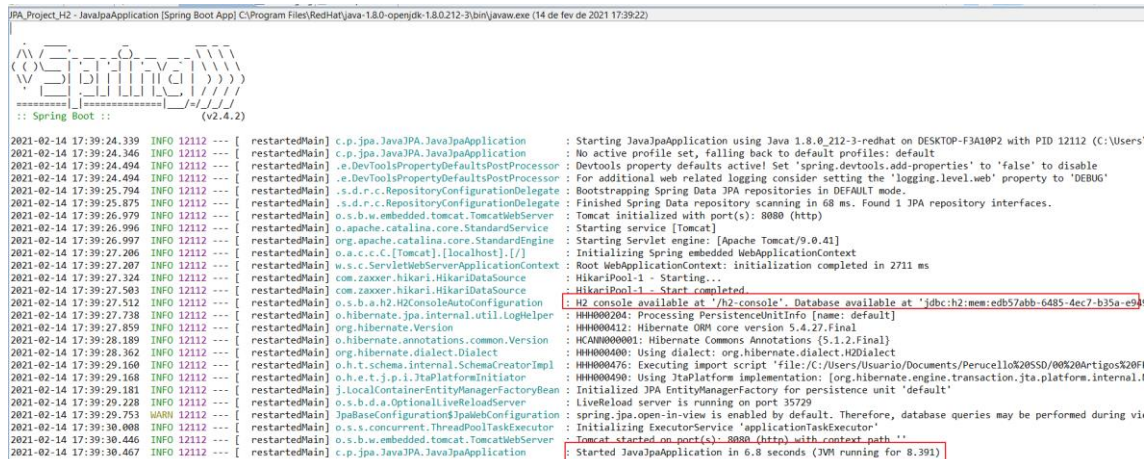 JPA_Project_H2 - JavaJpaApplication [Spring Boot App] C:\Program Files\RedHat\java-1.8.0-openjdk-1.8.0.212-3\bin\javaw.exe (14 de fev de 2021 17:39:22)
:: Spring Boot :: (v2.4.2)
2021-02-14 17:39:24.339 INFO 12112 --- [ restartedMain] c.p.jpa.JavaJPA.JavaJpaApplication : Starting JavaJpaApplication using Java 1.8.0_212-3-redhat on DESKTOP-F3A10P2 with PID 12112 (C:\Users\
2021-02-14 17:39:24.346 INFO 12112 --- [ restartedMain] c.p.jpa.JavaJPA.JavaJpaApplication : No active profile set, falling back to default profiles: default
2021-02-14 17:39:24.494 INFO 12112 --- [ restartedMain] .e.DevToolsPropertyDefaultsPostProcessor : Devtools property defaults active! Set 'spring.devtools.add-properties' to 'false' to disable
2021-02-14 17:39:24.494 INFO 12112 --- [ restartedMain] .e.DevToolsPropertyDefaultsPostProcessor : For additional web related logging consider setting the 'logging.level.web' property to 'DEBUG'
2021-02-14 17:39:25.794 INFO 12112 --- [ restartedMain] .s.d.r.c.RepositoryConfigurationDelegate : Bootstrapping Spring Data JPA repositories in DEFAULT mode.
2021-02-14 17:39:25.875 INFO 12112 --- [ restartedMain] .s.d.r.c.RepositoryConfigurationDelegate : Finished Spring Data repository scanning in 68 ms. Found 1 JPA repository interfaces.
2021-02-14 17:39:26.979 INFO 12112 --- [ restartedMain] o.s.b.w.embedded.tomcat.TomcatWebServer : Tomcat initialized with port(s): 8080 (http)
2021-02-14 17:39:26.996 INFO 12112 --- [ restartedMain] o.apache.catalina.core.StandardService : Starting service [Tomcat]
2021-02-14 17:39:26.997 INFO 12112 --- [ restartedMain] org.apache.catalina.core.StandardEngine : Starting Servlet engine: [Apache Tomcat/9.0.41]
2021-02-14 17:39:27.206 INFO 12112 --- [ restartedMain] o.a.c.c.C.[Tomcat].[localhost].[/] : Initializing Spring embedded WebApplicationContext
2021-02-14 17:39:27.207 INFO 12112 --- [ restartedMain] w.s.c.ServletWebServerApplicationContext : Root WebApplicationContext: initialization completed in 2711 ms
2021-02-14 17:39:27.324 INFO 12112 --- [ restartedMain] com.zaxxer.hikari.HikariDataSource : HikariPool-1 - Starting...
2021-02-14 17:39:27.503 INFO 12112 --- [ restartedMain] com.zaxxer.hikari.HikariDataSource : HikariPool-1 - Start completed.
2021-02-14 17:39:27.512 INFO 12112 --- [ restartedMain] o.s.b.a.h2.H2ConsoleAutoConfiguration : H2 console available at '/h2-console'. Database available at 'jdbc:h2:mem:edb57abb-6485-4ec7-b35a-e949
2021-02-14 17:39:27.738 INFO 12112 --- [ restartedMain] o.hibernate.jpa.internal.util.LogHelper : HHH000204: Processing PersistenceUnitInfo [name: default]
2021-02-14 17:39:27.859 INFO 12112 --- [ restartedMain] org.hibernate.Version : HHH000412: Hibernate ORM core version 5.4.27.Final
2021-02-14 17:39:28.189 INFO 12112 --- [ restartedMain] o.hibernate.annotations.common.Version : HCANN000001: Hibernate Commons Annotations {5.1.2.Final}
2021-02-14 17:39:28.362 INFO 12112 --- [ restartedMain] org.hibernate.dialect.Dialect : HHH000400: Using dialect: org.hibernate.dialect.H2Dialect
2021-02-14 17:39:29.160 INFO 12112 --- [ restartedMain] o.h.t.schema.internal.SchemaCreatorImpl : HHH000476: Executing import script 'file:/C:/Users/Usuario/Documents/Perucello%20SSD/00%20Artigos%20F
2021-02-14 17:39:29.168 INFO 12112 --- [ restartedMain] o.h.e.t.j.p.i.JtaPlatformInitiator : HHH000490: Using JtaPlatform implementation: [org.hibernate.engine.transaction.jta.platform.internal.
2021-02-14 17:39:29.181 INFO 12112 --- [ restartedMain] j.LocalContainerEntityManagerFactoryBean : Initialized JPA EntityManagerFactory for persistence unit 'default'
2021-02-14 17:39:29.228 INFO 12112 --- [ restartedMain] o.s.b.d.a.OptionalLiveReloadServer : LiveReload server is running on port 35729
2021-02-14 17:39:29.753 WARN 12112 --- [ restartedMain] JpaBaseConfiguration$JpaWebConfiguration : spring.jpa.open-in-view is enabled by default. Therefore, database queries may be performed during
2021-02-14 17:39:30.008 INFO 12112 --- [ restartedMain] o.s.s.concurrent.ThreadPoolTaskExecutor : Initializing ExecutorService 'applicationTaskExecutor'
2021-02-14 17:39:30.446 INFO 12112 --- [ restartedMain] o.s.b.w.embedded.tomcat.TomcatWebServer : Tomcat started on port(s): 8080 (http) with context path ''
2021-02-14 17:39:30.467 INFO 12112 --- [ restartedMain] c.p.jpa.JavaJPA.JavaJpaApplication : Started JavaJpaApplication in 6.8 seconds (JVM running for 8.391)